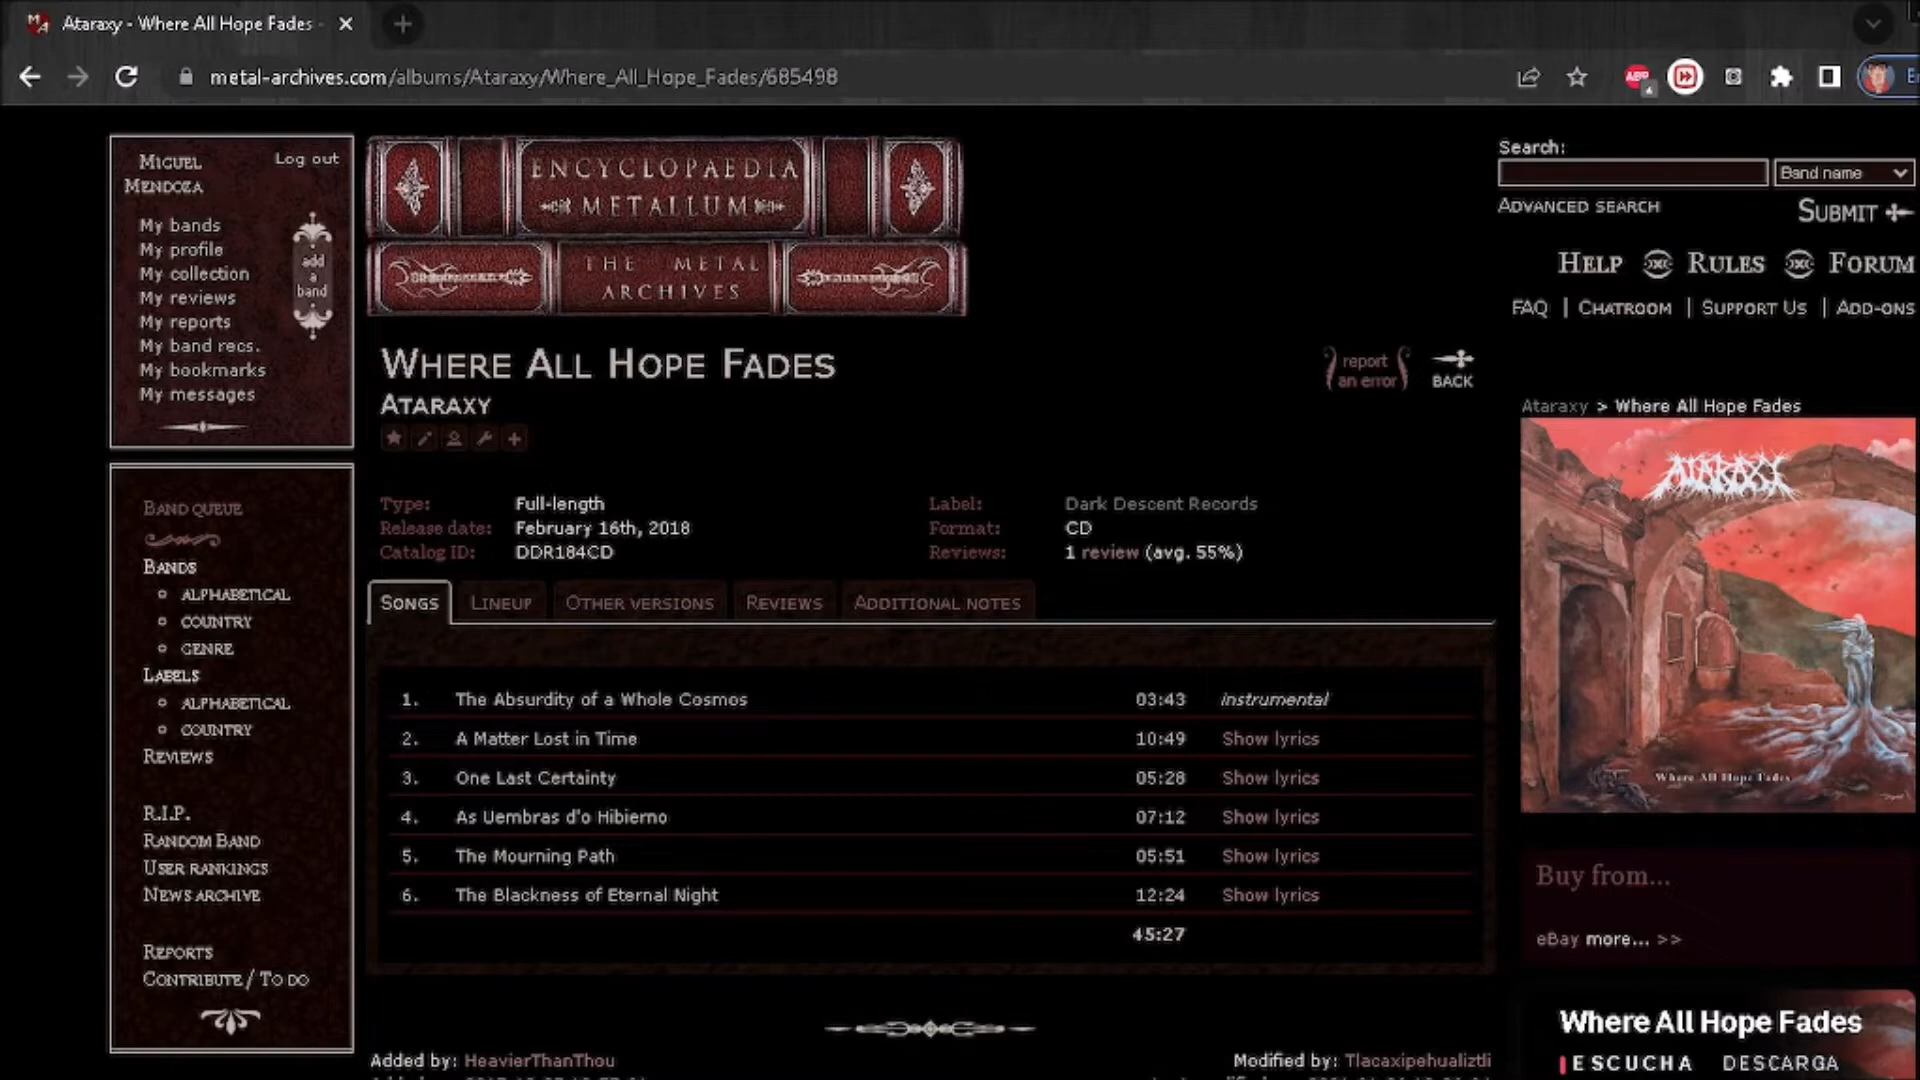 Ataraxy - Where All Hope Fades -
metal-archives.com/albums/Ataraxy/Where_All_Hope_Fades/685498
ABP
Miguel Mendoza
Log out
My bands
My profile
My collection
My reviews
My reports
My band recs.
My bookmarks
My messages
add
a
band
ENCYCLOPAEDIA
METALLUM
THE METAL
ARCHIVES
Search:
Band name
Advanced search
Submit
Help Rules Forum
FAQ | Chatroom | Support Us | Add-ons
Where All Hope Fades
Ataraxy
report
an error
BACK
Type: Full-length
Release date: February 16th, 2018
Catalog ID: DDR184CD
Label: Dark Descent Records
Format: CD
Reviews: 1 review (avg. 55%)
Songs Lineup Other versions Reviews Additional notes
1. The Absurdity of a Whole Cosmos 03:43 instrumental
2. A Matter Lost in Time 10:49 Show lyrics
3. One Last Certainty 05:28 Show lyrics
4. As Uembras d'o Hibierno 07:12 Show lyrics
5. The Mourning Path 05:51 Show lyrics
6. The Blackness of Eternal Night 12:24 Show lyrics
45:27
Band queue
Bands
Alphabetical
Country
Genre
Labels
Alphabetical
Country
Reviews
R.I.P.
Random Band
User rankings
News archive
Reports
Contribute / To do
Ataraxy > Where All Hope Fades
ATARAXY
Where All Hope Fades
Buy from...
eBay more... >>
Where All Hope Fades
ESCUCHA DESCARGA
Added by: HeavierThanThou
Modified by: Tlacaxipehualiztli